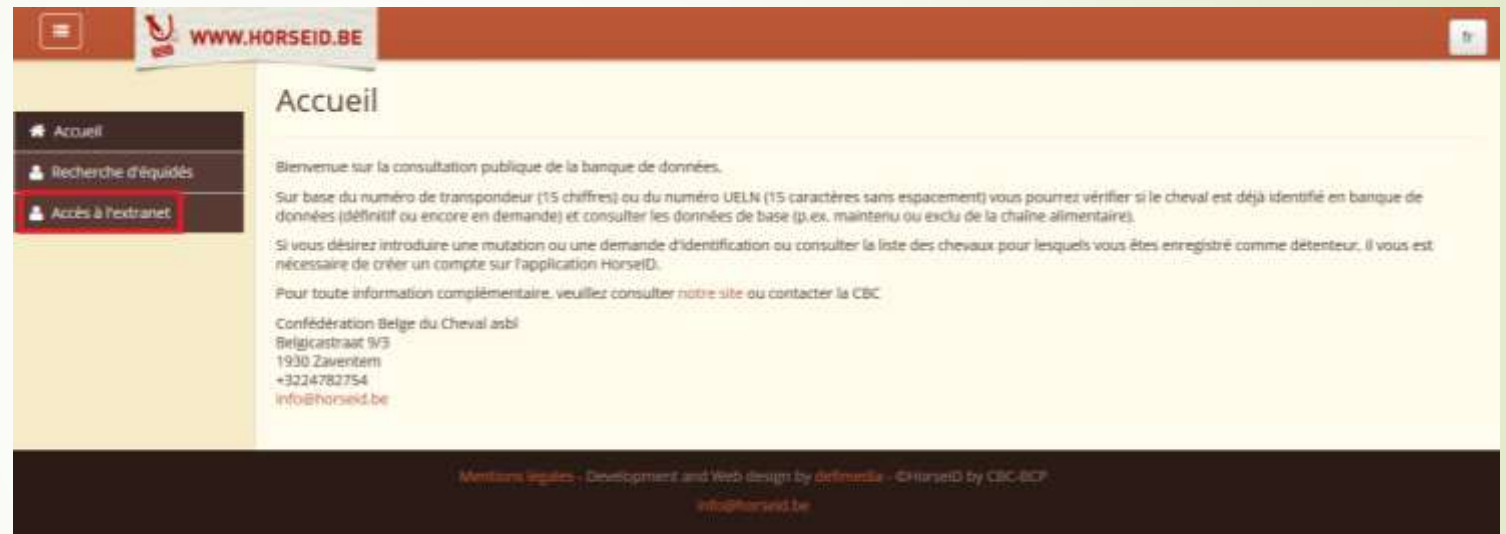 WWW.HORSEID.BE
fr
Accueil
Accueil
Recherche d'équidés
Accès à l'extranet
Bienvenue sur la consultation publique de la banque de données.
Sur base du numéro de transpondeur (15 chiffres) ou du numéro UELN (15 caractères sans espacement) vous pourrez vérifier si le cheval est déjà identifié en banque de
données (définitif ou encore en demande) et consulter les données de base (p.ex. maintenu ou exclu de la chaîne alimentaire).
Si vous désirez introduire une mutation ou une demande d'identification ou consulter la liste des chevaux pour lesquels vous êtes enregistré comme détenteur, il vous est
nécessaire de créer un compte sur l'application HorseID.
Pour toute information complémentaire, veuillez consulter notre site ou contacter la CBC
Confédération Belge du Cheval asbl
Belgicastraat 9/3
1930 Zaventem
+3224782754
info@horseid.be
Mentions légales - Development and Web design by defimedia - ©HorseID by CBC-BCP
info@horseid.be